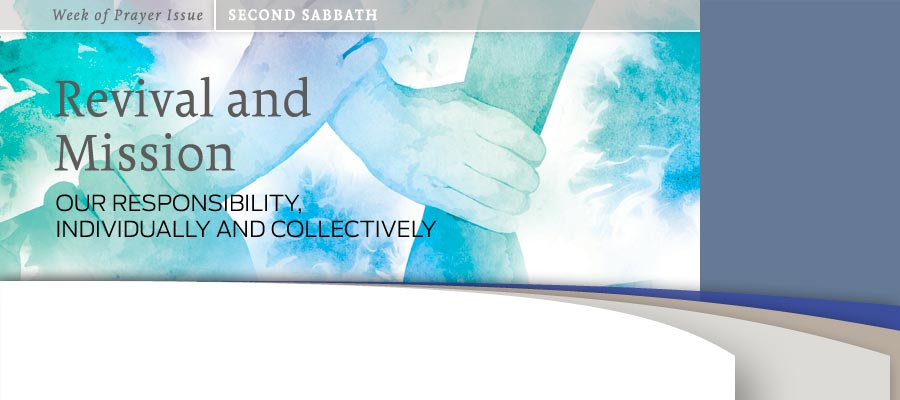 Week of Prayer Issue SECOND SABBATH
Revival and
Mission
OUR RESPONSIBILITY,
INDIVIDUALLY AND COLLECTIVELY